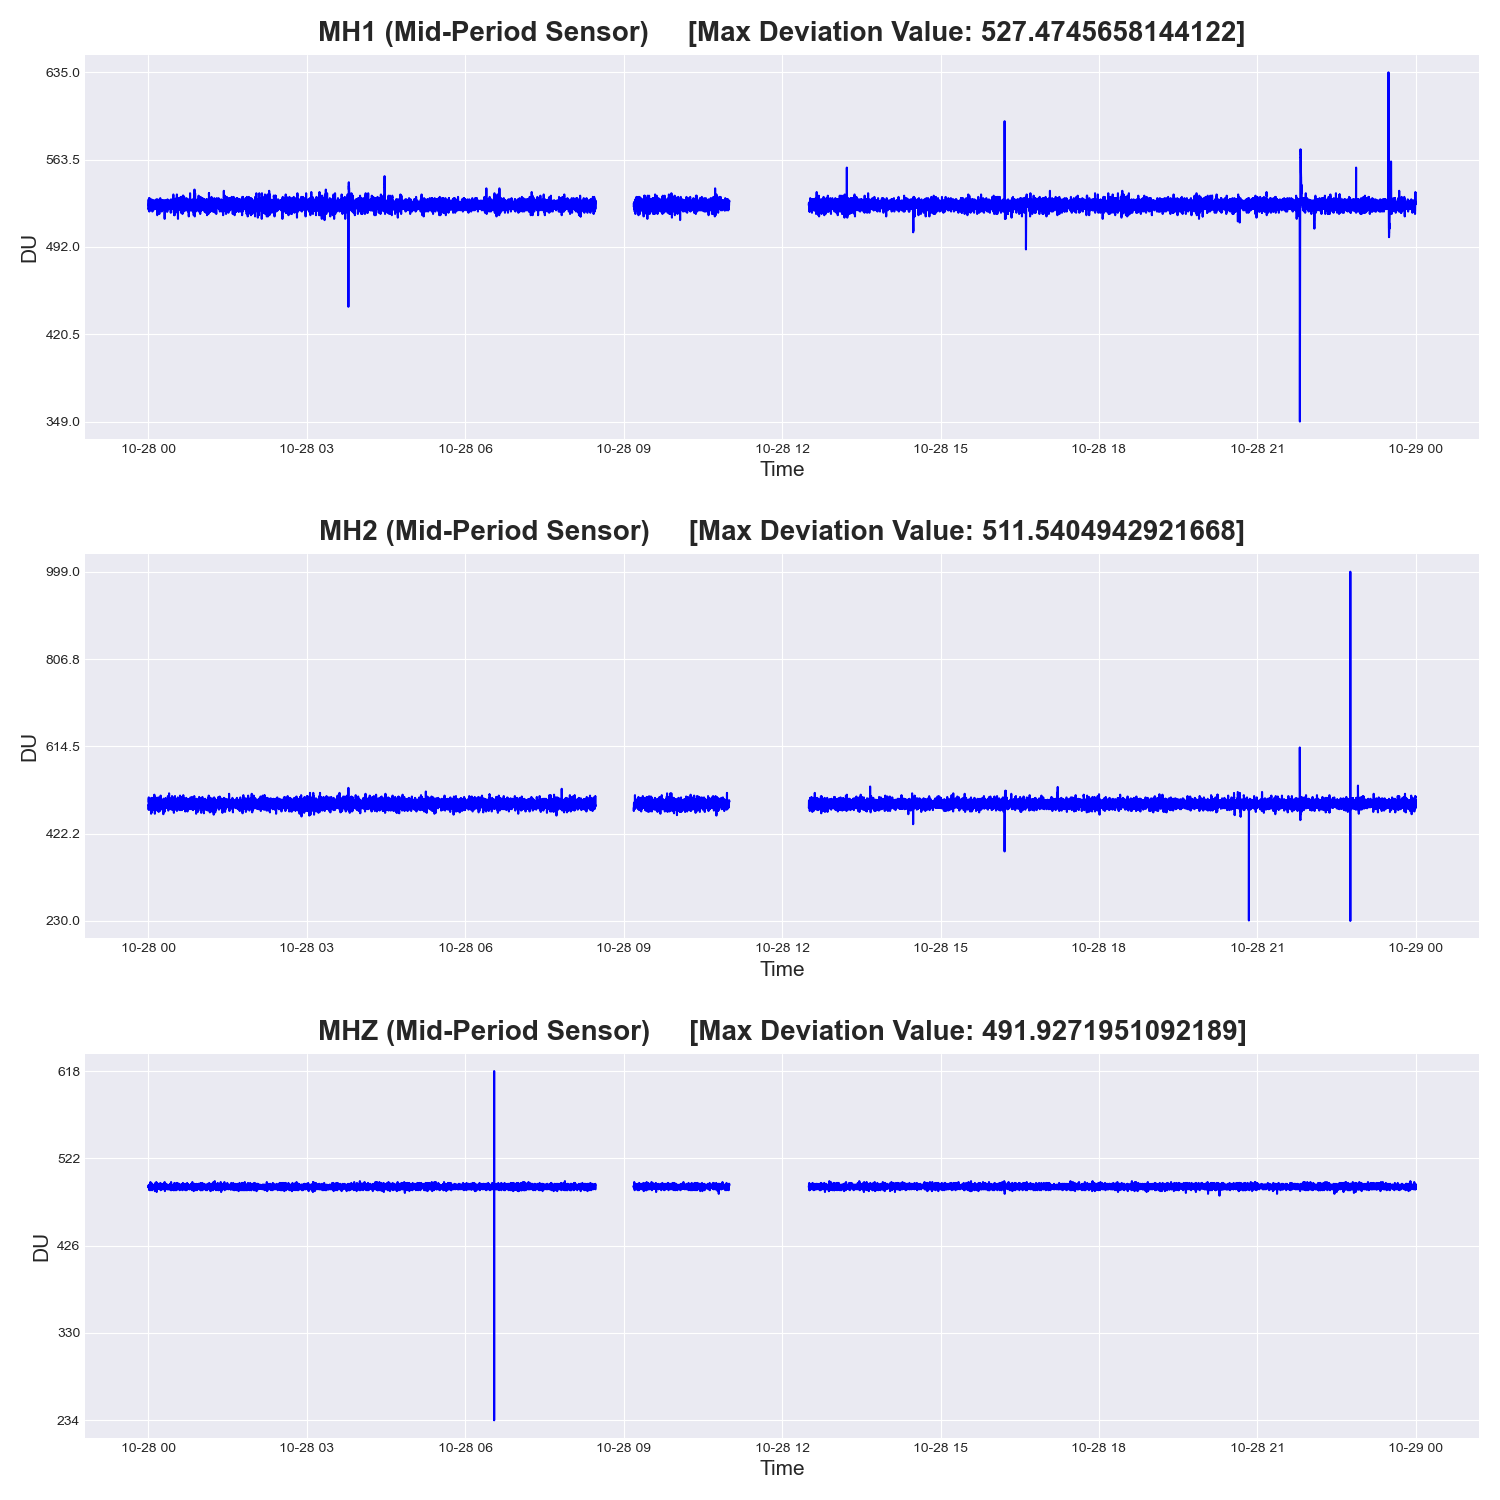 MH1 (Mid-Period Sensor) [Max Deviation Value: 527.4745658144122]
635.0
563.5
492.0
420.5
349.0
DU
10-28 00 10-28 03 10-28 06 10-28 09 10-28 12 10-28 15 10-28 18 10-28 21 10-29 00
Time
MH2 (Mid-Period Sensor) [Max Deviation Value: 511.5404942921668]
999.0
806.8
614.5
422.2
230.0
DU
10-28 00 10-28 03 10-28 06 10-28 09 10-28 12 10-28 15 10-28 18 10-28 21 10-29 00
Time
MHZ (Mid-Period Sensor) [Max Deviation Value: 491.9271951092189]
618
522
426
330
234
DU
10-28 00 10-28 03 10-28 06 10-28 09 10-28 12 10-28 15 10-28 18 10-28 21 10-29 00
Time